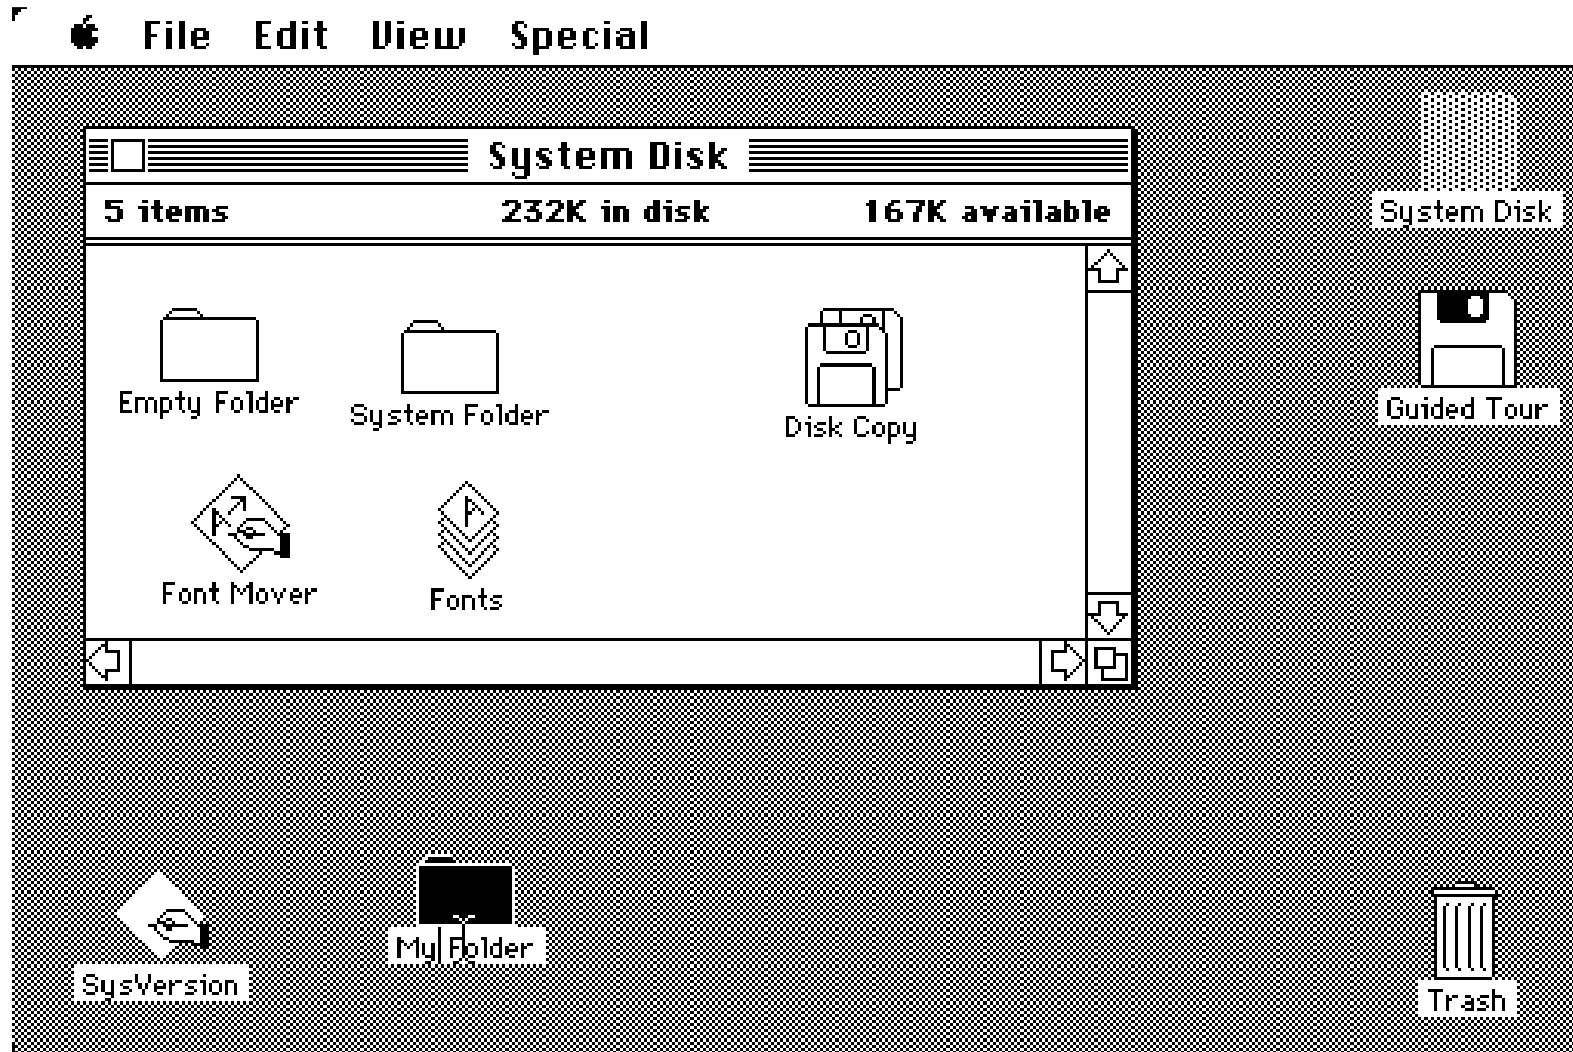 File Edit View Special
System Disk
5 items 232K in disk 167K available
System Disk
Empty Folder
System Folder
Disk Copy
Guided Tour
Font Mover
Fonts
My Folder
SysVersion
Trash